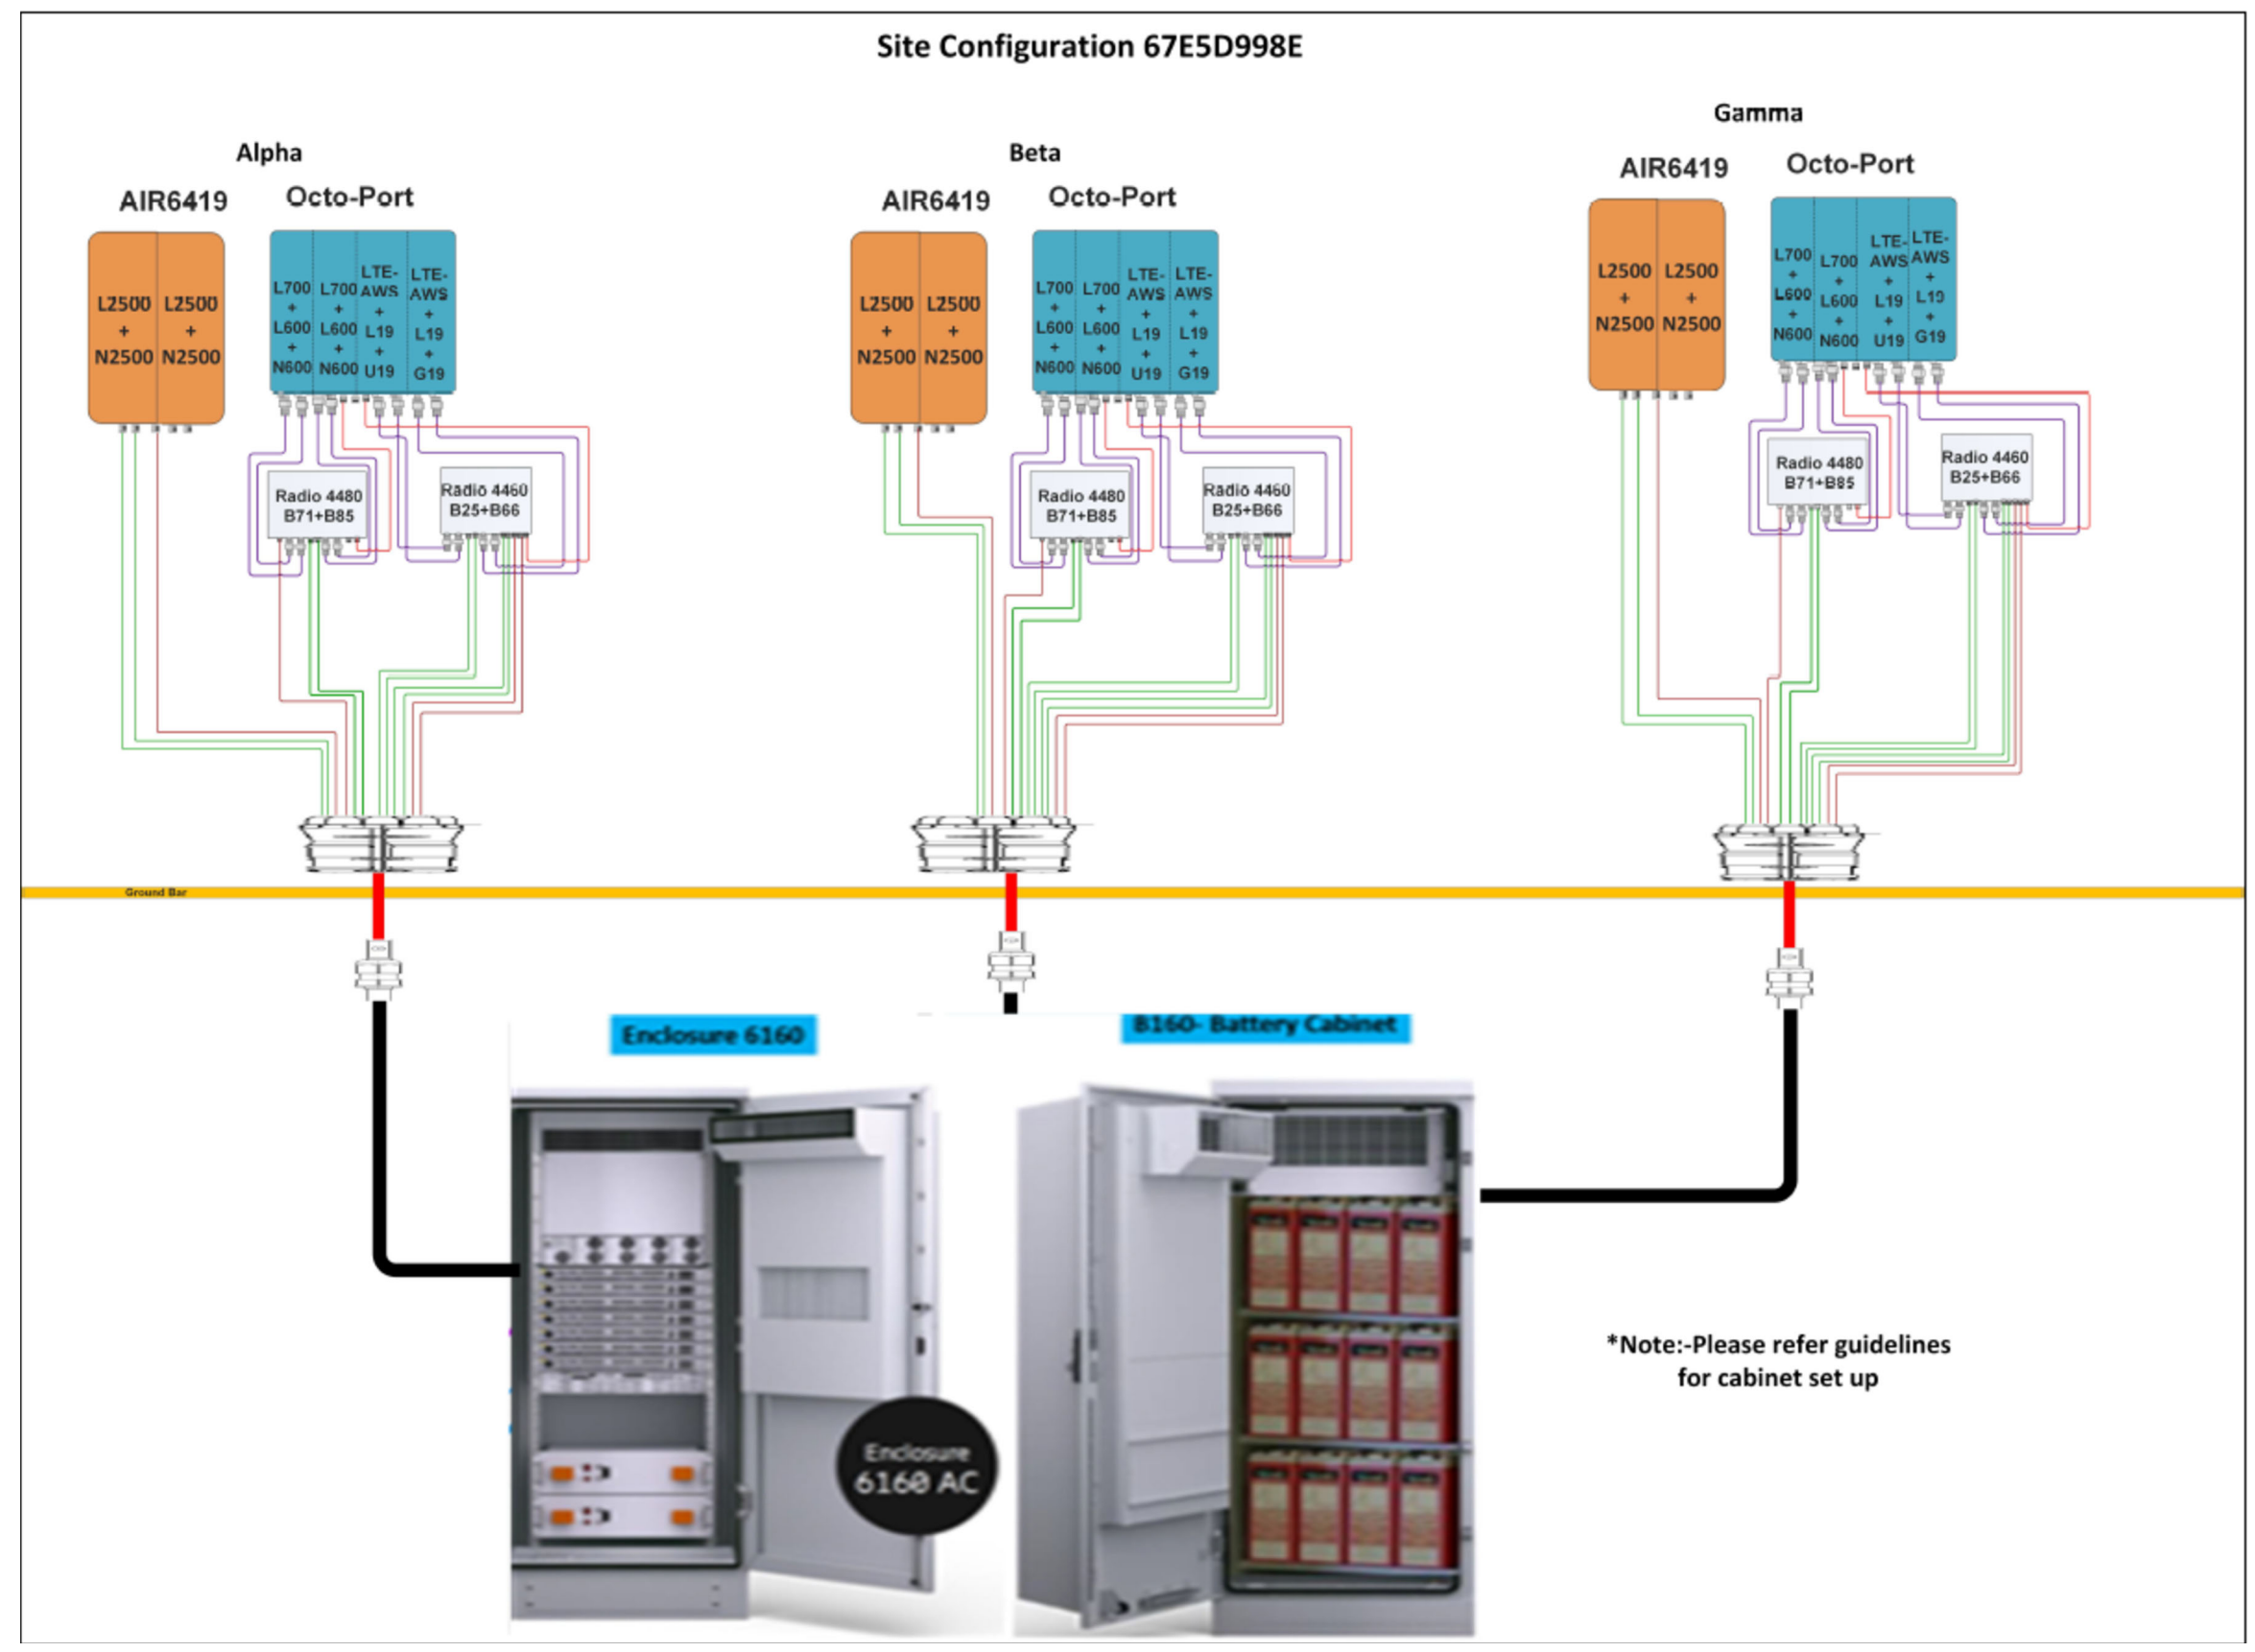 Site Configuration 67E5D998E
Alpha
AIR6419
Octo-Port
L2500
+
N2500
L2500
+
N2500
L700
+
L600
+
N600
L700
+
L600
+
N600
LTE-
AWS
+
L19
+
U19
LTE-
AWS
+
L19
+
G19
Radio 4480
B71+B85
Radio 4460
B25+B66
Beta
AIR6419
Octo-Port
L2500
+
N2500
L2500
+
N2500
L700
+
L600
+
N600
L700
+
L600
+
N600
LTE-
AWS
+
L19
+
U19
LTE-
AWS
+
L19
+
G19
Radio 4480
B71+B85
Radio 4460
B25+B66
Gamma
AIR6419
Octo-Port
L2500
+
N2500
L2500
+
N2500
L700
+
L600
+
N600
L700
+
L600
+
N600
LTE-
AWS
+
L19
+
U19
LTE-
AWS
+
L19
+
G19
Radio 4480
B71+B85
Radio 4460
B25+B66
Ground Bar
Enclosure 6160
B160- Battery Cabinet
Enclosure
6160 AC
*Note:-Please refer guidelines
for cabinet set up